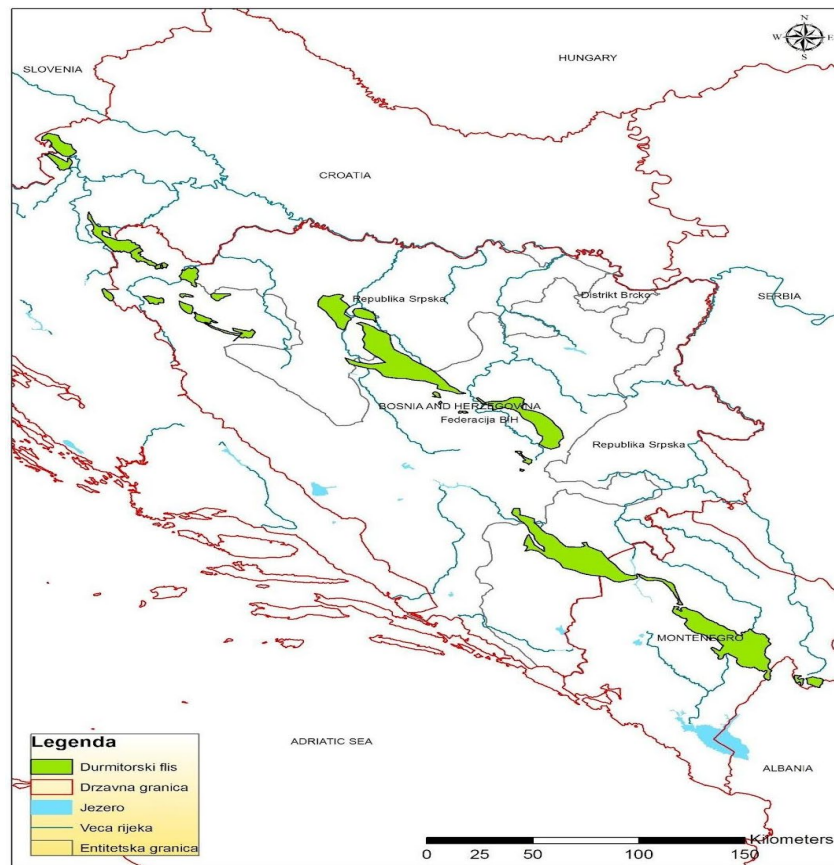 N
W E
S
HUNGARY
SLOVENIA
CROATIA
Republika Srpska
Distrikt Brcko
SERBIA
BOSNIA AND HERZEGOVINA
Federacija BIH
Republika Srpska
MONTENEGRO
ADRIATIC SEA
ALBANIA
Legenda
Durmitorski flis
Drzavna granica
Jezero
Veca rijeka
Entitetska granica
Kilometers
0 25 50 100 150